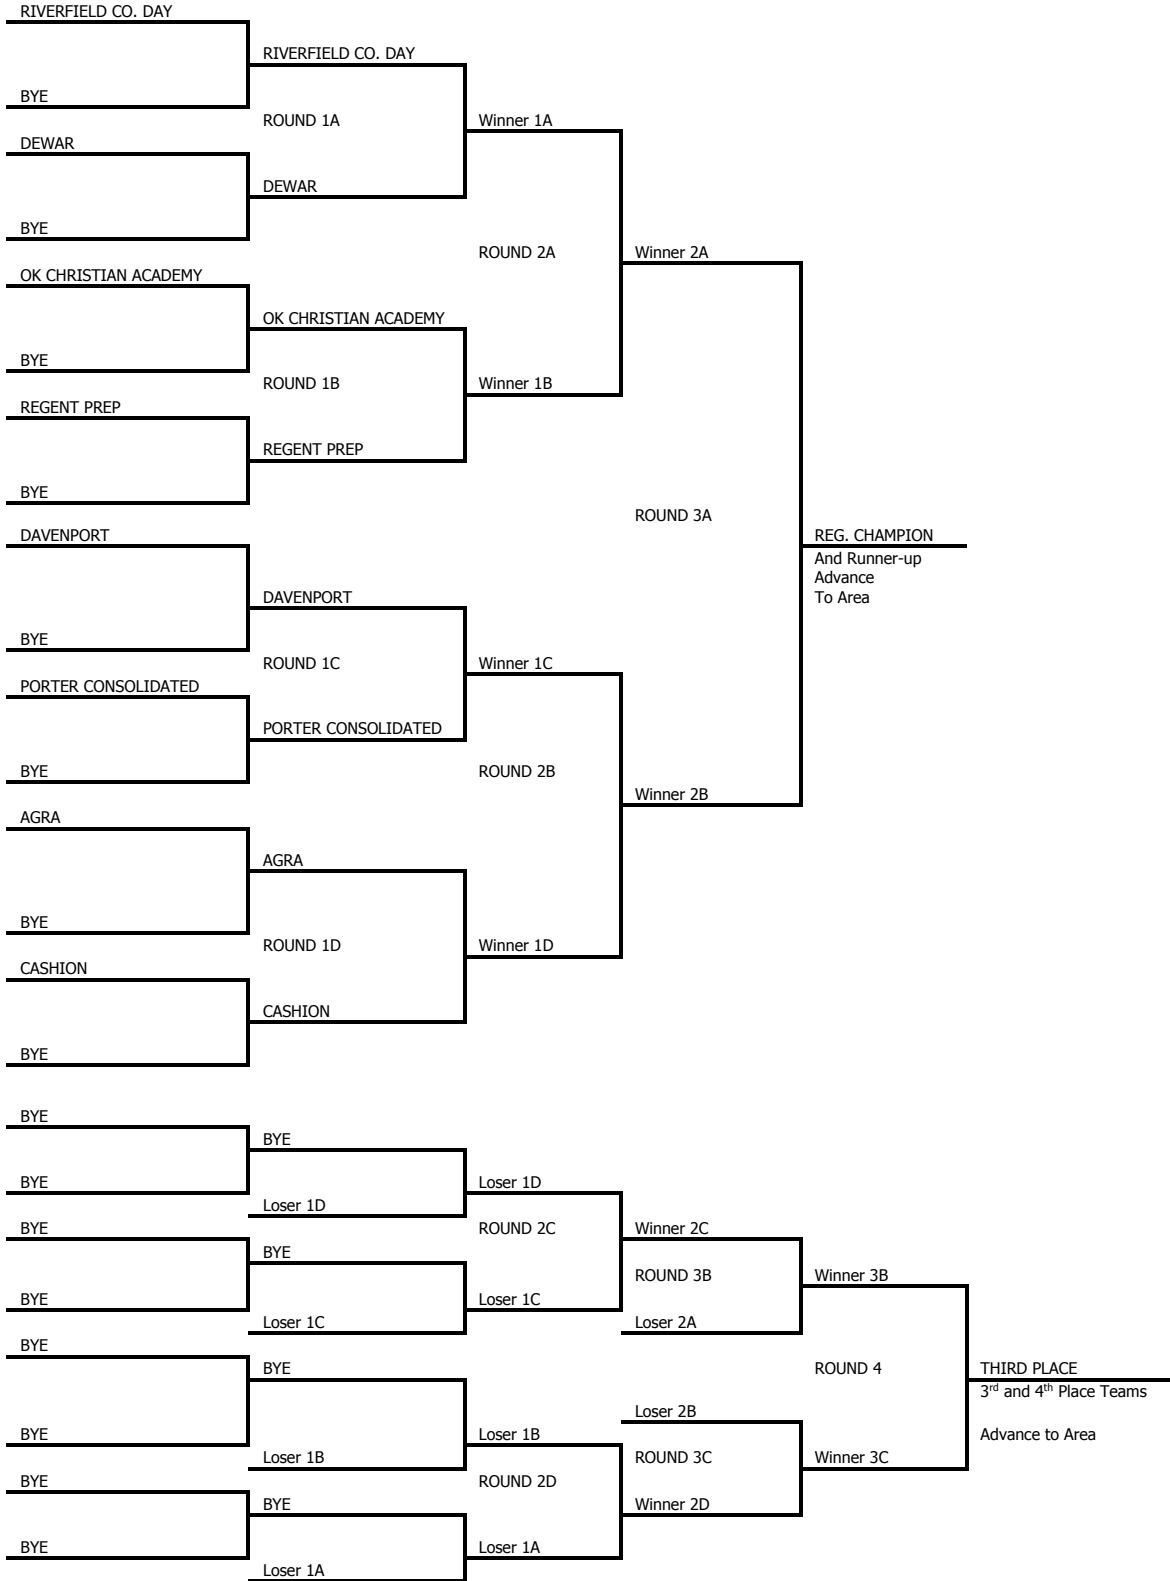 RIVERFIELD CO. DAY
RIVERFIELD CO. DAY
BYE
ROUND 1A
Winner 1A
DEWAR
DEWAR
BYE
ROUND 2A
Winner 2A
OK CHRISTIAN ACADEMY
OK CHRISTIAN ACADEMY
BYE
ROUND 1B
Winner 1B
REGENT PREP
REGENT PREP
BYE
ROUND 3A
DAVENPORT
REG. CHAMPION
And Runner-up
Advance
To Area
DAVENPORT
BYE
ROUND 1C
Winner 1C
PORTER CONSOLIDATED
PORTER CONSOLIDATED
BYE
ROUND 2B
Winner 2B
AGRA
AGRA
BYE
ROUND 1D
Winner 1D
CASHION
CASHION
BYE
BYE
BYE
BYE
Loser 1D
Loser 1D
BYE
ROUND 2C
Winner 2C
BYE
ROUND 3B
Winner 3B
BYE
Loser 1C
Loser 1C
Loser 2A
BYE
BYE
ROUND 4
THIRD PLACE
3rd and 4th Place Teams
Loser 2B
BYE
Loser 1B
Advance to Area
Loser 1B
ROUND 3C
Winner 3C
BYE
ROUND 2D
BYE
Winner 2D
BYE
Loser 1A
Loser 1A